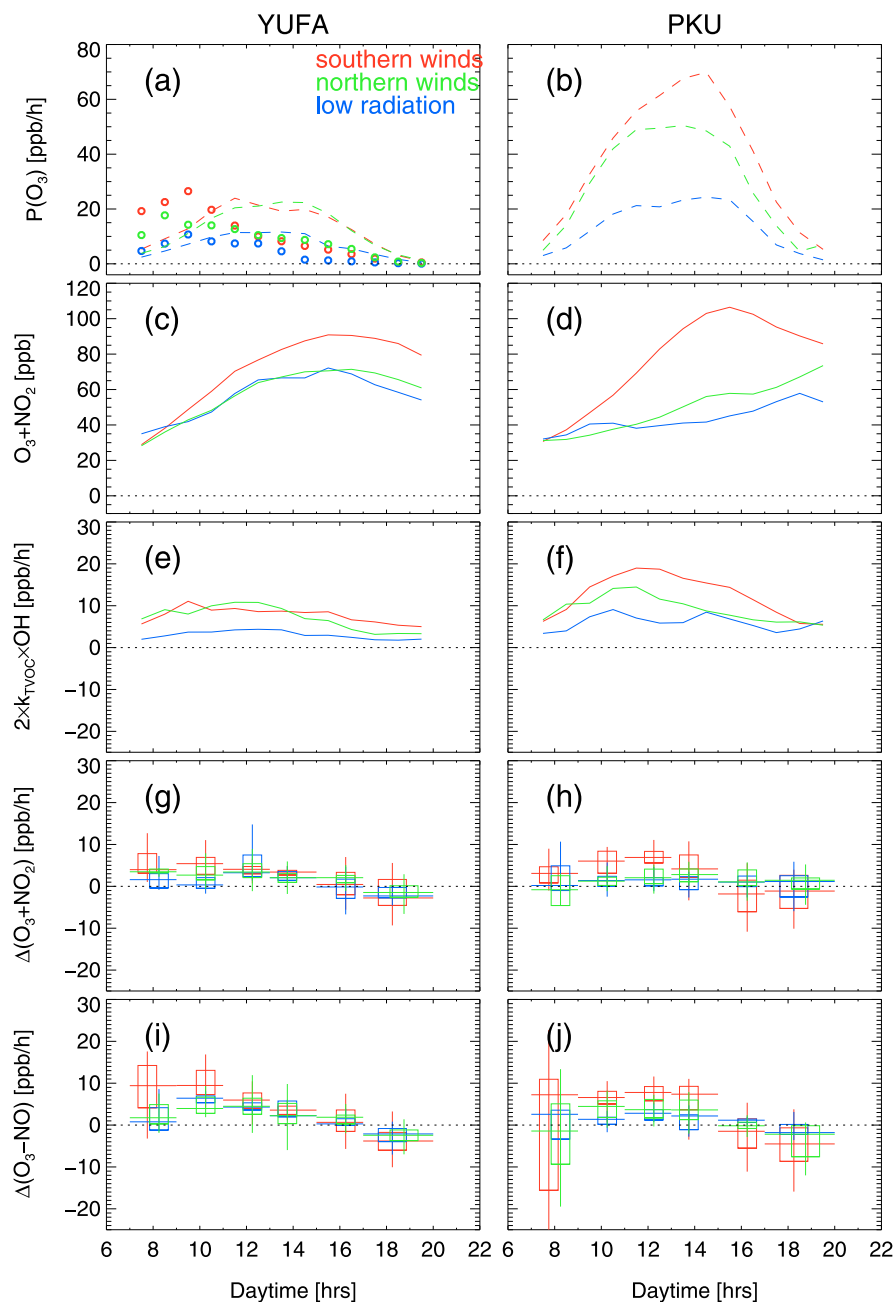 YUFA PKU
(a) southern winds
northern winds
low radiation
(b)
P(O₃) [ppb/h]
80
60
40
20
0
(c) (d)
O₃+NO₂ [ppb]
120
100
80
60
40
20
0
(e) (f)
2×k_TVOC×OH [ppb/h]
30
20
10
0
−10
−20
(g) (h)
Δ(O₃+NO₂) [ppb/h]
30
20
10
0
−10
−20
(i) (j)
Δ(O₃−NO) [ppb/h]
30
20
10
0
−10
−20
6 8 10 12 14 16 18 20 22 6 8 10 12 14 16 18 20 22
Daytime [hrs] Daytime [hrs]